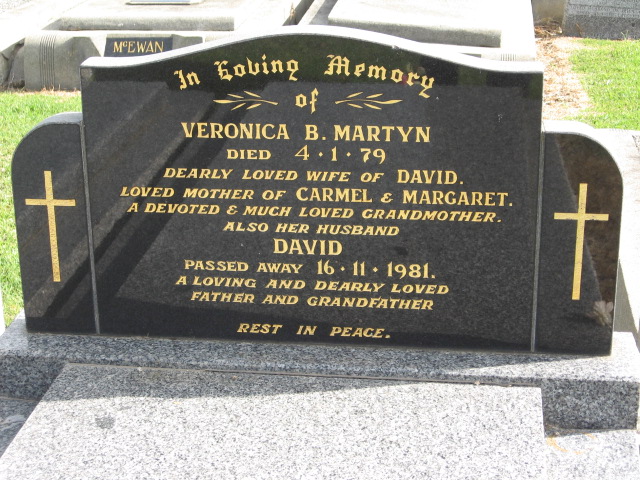 McEWAN
In Loving Memory
of
VERONICA B. MARTYN
DIED 4·1·79
DEARLY LOVED WIFE OF DAVID.
LOVED MOTHER OF CARMEL & MARGARET.
A DEVOTED & MUCH LOVED GRANDMOTHER.
ALSO HER HUSBAND
DAVID
PASSED AWAY 16·11·1981.
A LOVING AND DEARLY LOVED
FATHER AND GRANDFATHER
REST IN PEACE.